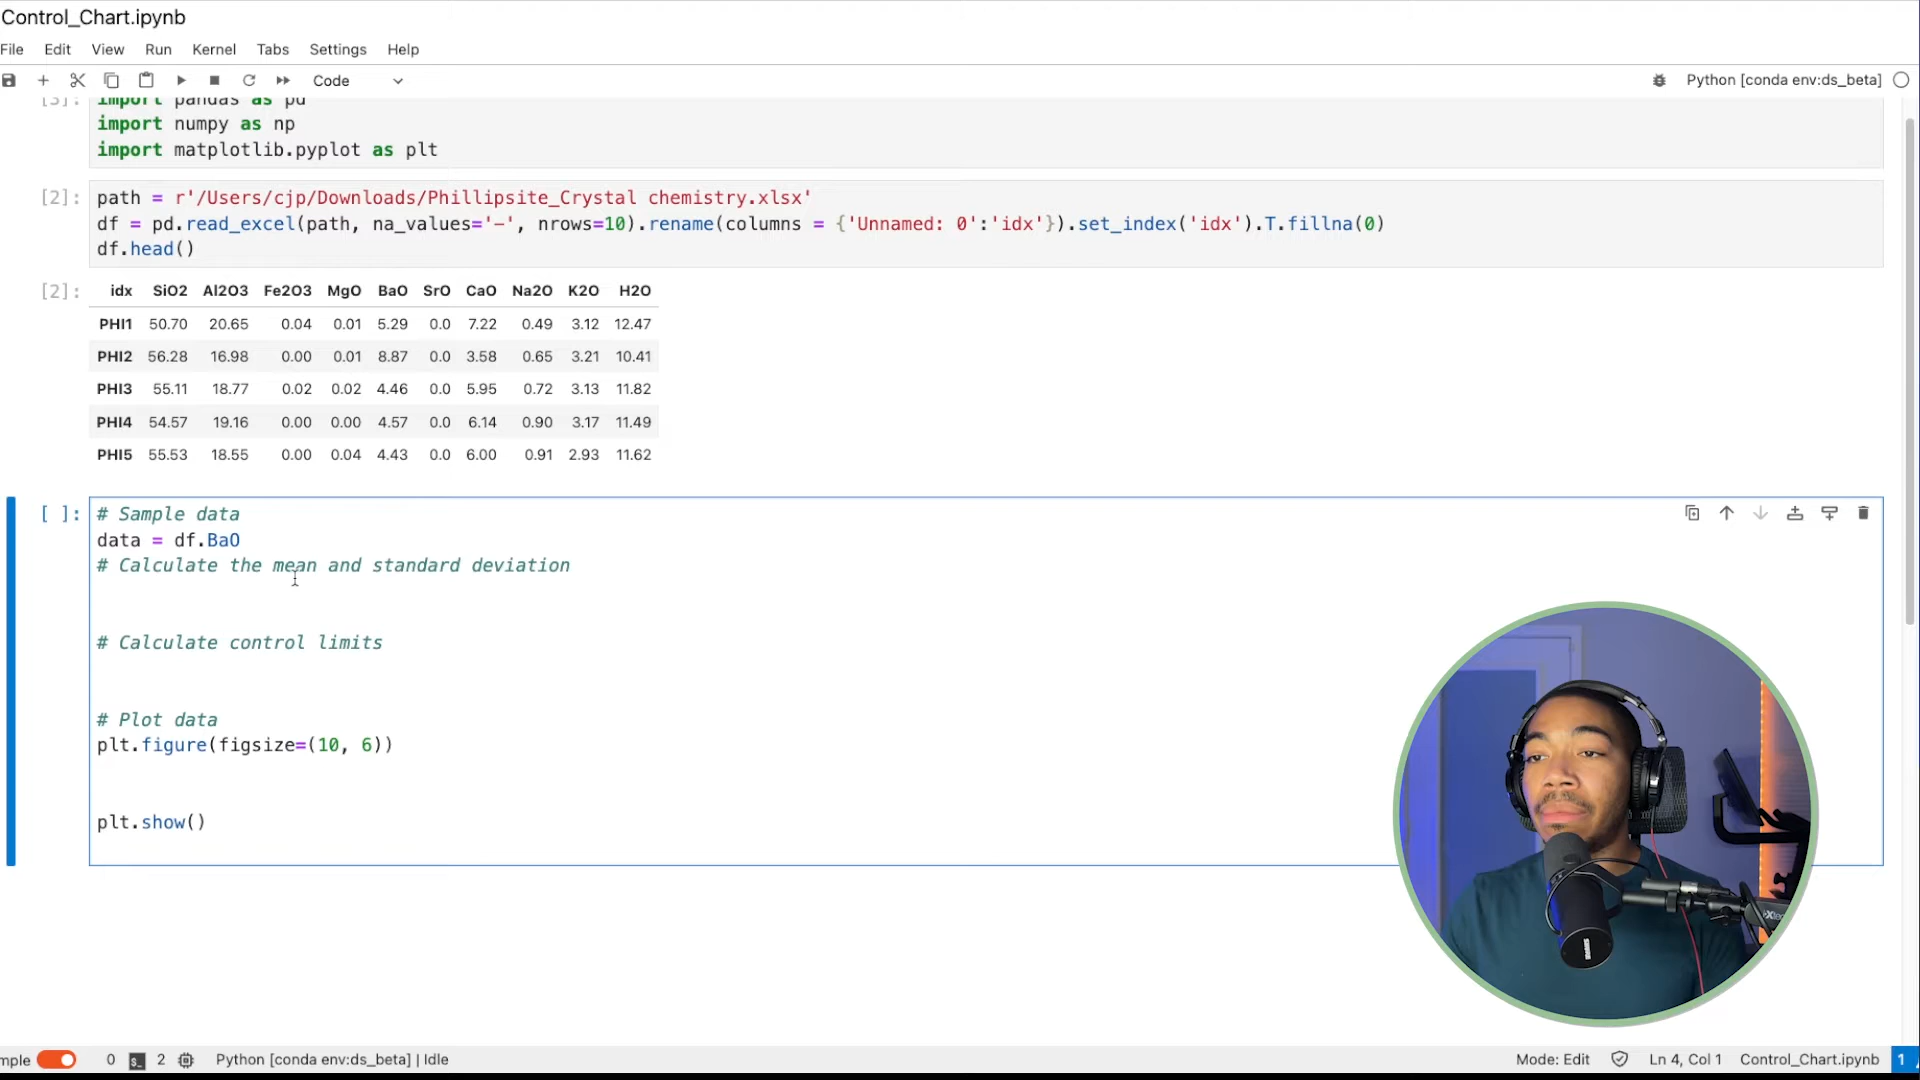 Control_Chart.ipynb
File Edit View Run Kernel Tabs Settings Help
Code
Python [conda env:ds_beta]
[3]: import pandas as pd
import numpy as np
import matplotlib.pyplot as plt
[2]: path = r'/Users/cjp/Downloads/Phillipsite_Crystal chemistry.xlsx'
df = pd.read_excel(path, na_values='-', nrows=10).rename(columns = {'Unnamed: 0':'idx'}).set_index('idx').T.fillna(0)
df.head()
[2]: idx SiO2 Al2O3 Fe2O3 MgO BaO SrO CaO Na2O K2O H2O
PHI1 50.70 20.65 0.04 0.01 5.29 0.0 7.22 0.49 3.12 12.47
PHI2 56.28 16.98 0.00 0.01 8.87 0.0 3.58 0.65 3.21 10.41
PHI3 55.11 18.77 0.02 0.02 4.46 0.0 5.95 0.72 3.13 11.82
PHI4 54.57 19.16 0.00 0.00 4.57 0.0 6.14 0.90 3.17 11.49
PHI5 55.53 18.55 0.00 0.04 4.43 0.0 6.00 0.91 2.93 11.62
[ ]: # Sample data
data = df.BaO
# Calculate the mean and standard deviation
# Calculate control limits
# Plot data
plt.figure(figsize=(10, 6))
plt.show()
mple 0 2 Python [conda env:ds_beta] | Idle Mode: Edit Ln 4, Col 1 Control_Chart.ipynb 1